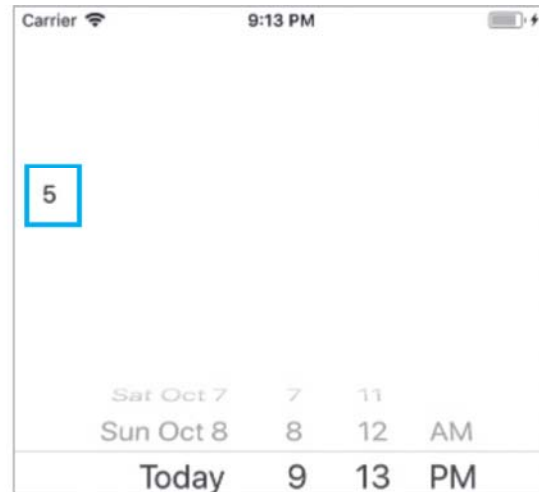 Carrier 9:13 PM
5
Sat Oct 7 7 11
Sun Oct 8 8 12 AM
Today 9 13 PM